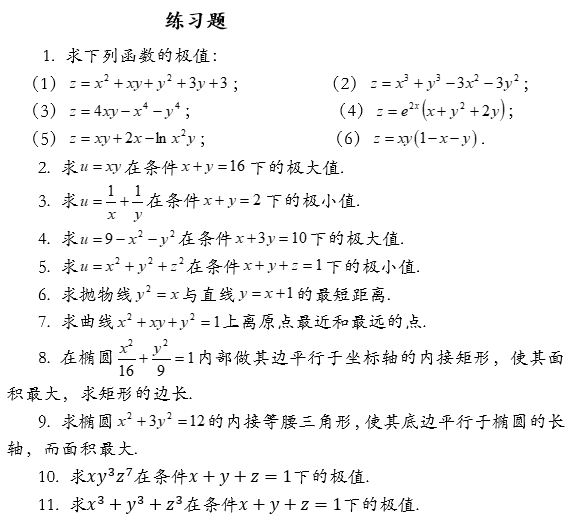 练习题
1. 求下列函数的极值:
（1）z=x²+xy+y²+3y+3； （2）z=x³+y³−3x²−3y²；
（3）z=4xy−x⁴−y⁴； （4）z=e²ˣ(x+y²+2y)；
（5）z=xy+2x−ln x²y； （6）z=xy(1−x−y).
2. 求u=xy在条件x+y=16下的极大值.
3. 求u=1/x+1/y在条件x+y=2下的极小值.
4. 求u=9−x²−y²在条件x+3y=10下的极大值.
5. 求u=x²+y²+z²在条件x+y+z=1下的极小值.
6. 求抛物线y²=x与直线y=x+1的最短距离.
7. 求曲线x²+xy+y²=1上离原点最近和最远的点.
8. 在椭圆x²/16+y²/9=1内部做其边平行于坐标轴的内接矩形，使其面
积最大，求矩形的边长.
9. 求椭圆x²+3y²=12的内接等腰三角形,使其底边平行于椭圆的长
轴，而面积最大.
10. 求xy³z⁷在条件x+y+z=1下的极值.
11. 求x³+y³+z³在条件x+y+z=1下的极值.